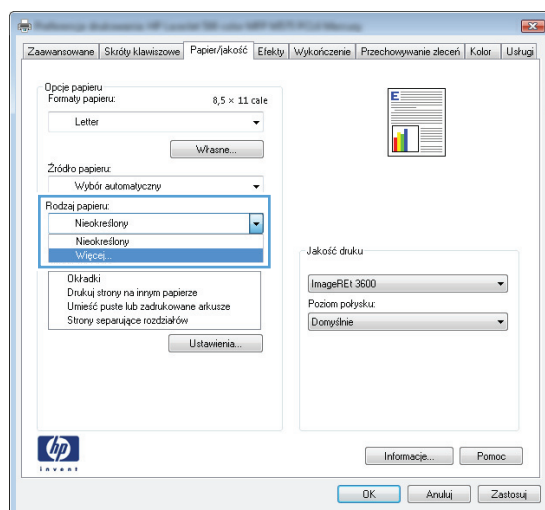 Zaawansowane Skróty klawiszowe Papier/jakość Efekty Wykończenie Przechowywanie zleceń Kolor Usługi
Opcje papieru
Formaty papieru: 8,5 × 11 cale
Letter
Własne...
Źródło papieru:
Wybór automatyczny
Rodzaj papieru:
Nieokreślony
Nieokreślony
Więcej...
Okładki
Drukuj strony na innym papierze
Umieść puste lub zadrukowane arkusze
Strony separujące rozdziałów
Ustawienia...
E
Jakość druku
ImageREt 3600
Poziom połysku:
Domyślnie
hp
invent
Informacje... Pomoc
OK Anuluj Zastosuj